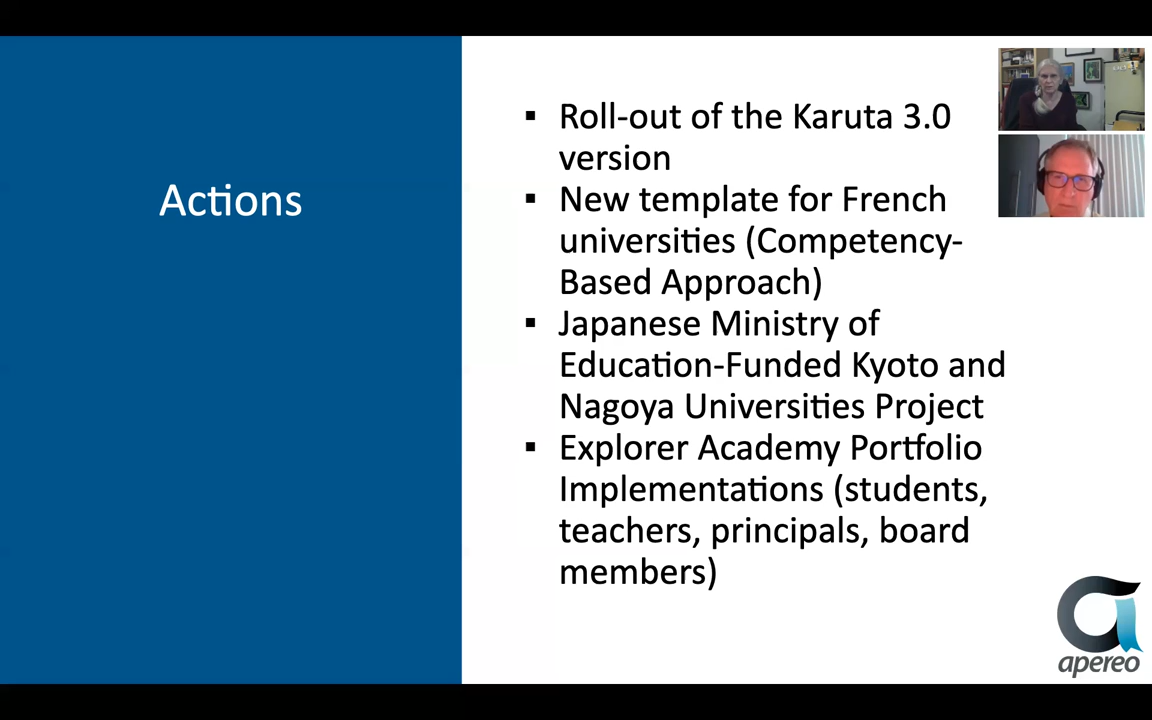 Actions
▪ Roll-out of the Karuta 3.0
version
▪ New template for French
universities (Competency-
Based Approach)
▪ Japanese Ministry of
Education-Funded Kyoto and
Nagoya Universities Project
▪ Explorer Academy Portfolio
Implementations (students,
teachers, principals, board
members)
apereo